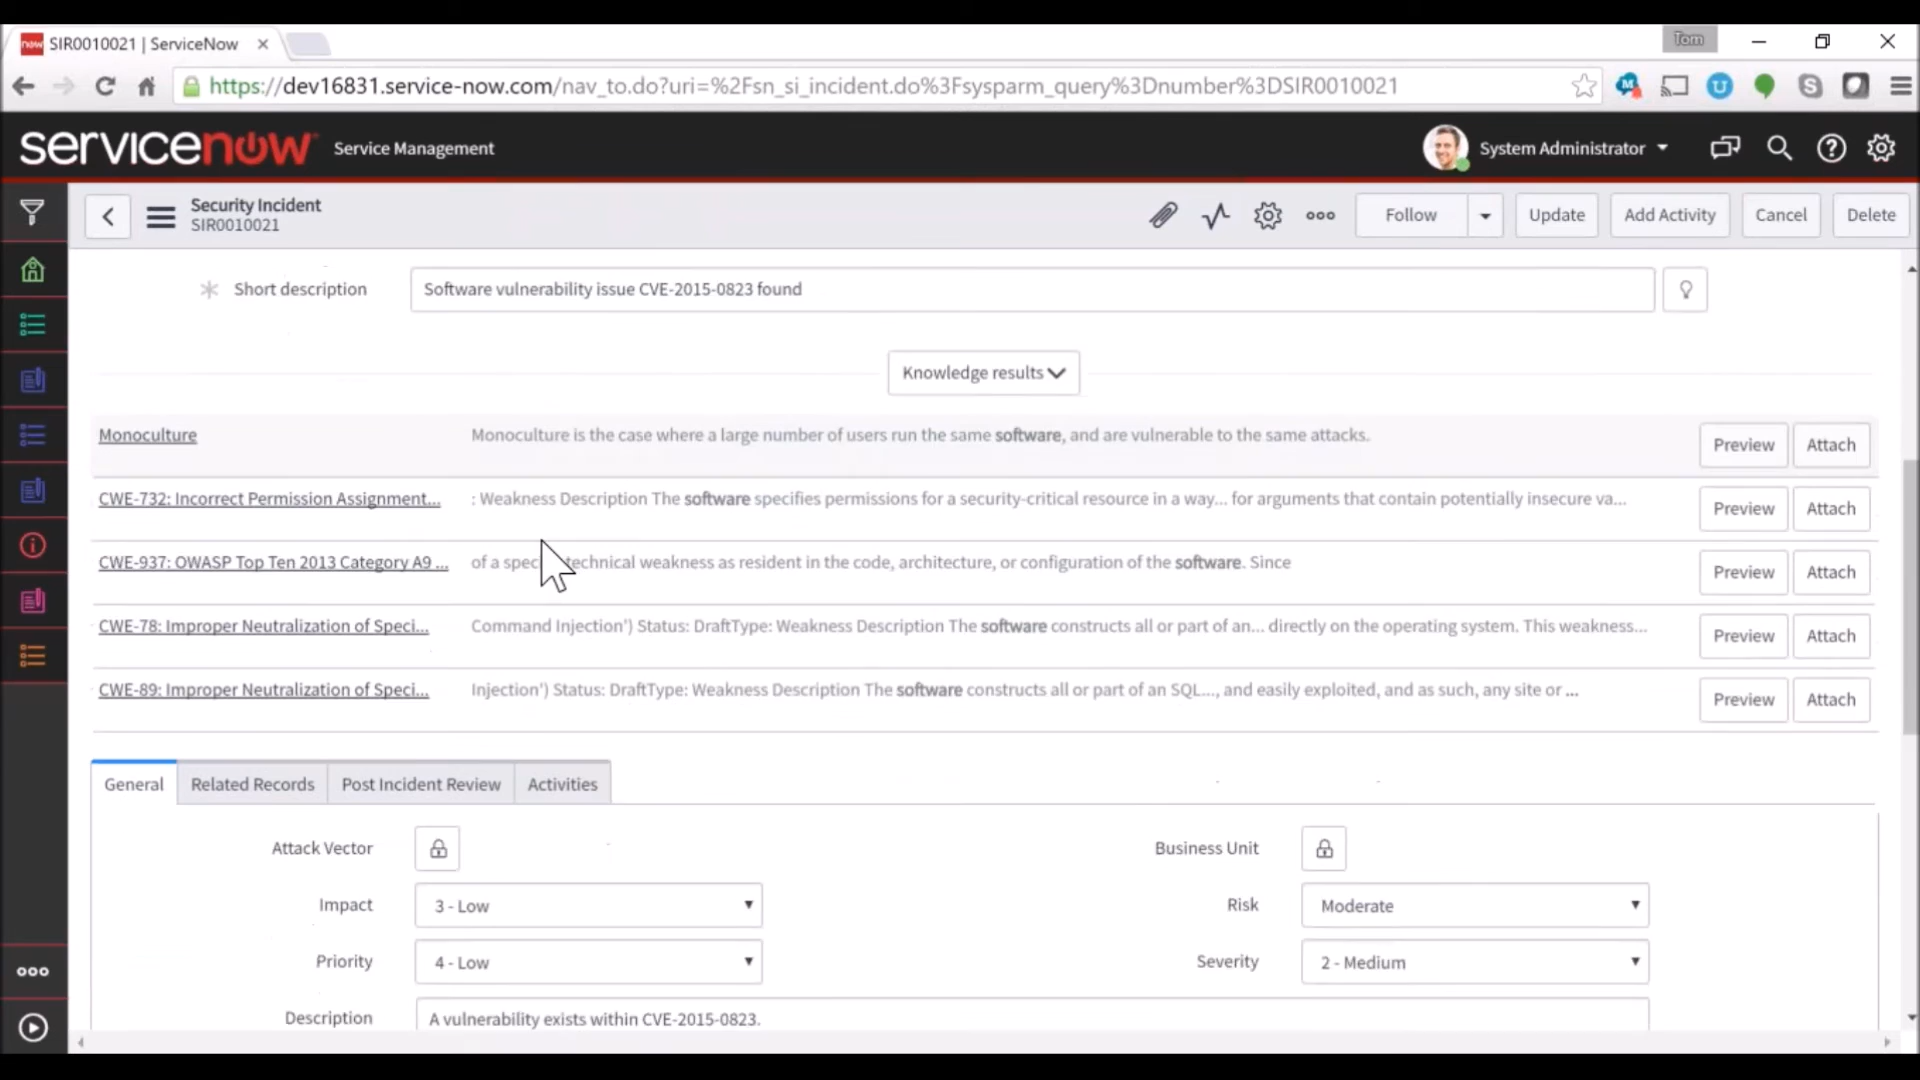 now SIR0010021 | ServiceNow
Tom
https://dev16831.service-now.com/nav_to.do?uri=%2Fsn_si_incident.do%3Fsysparm_query%3Dnumber%3DSIR0010021
servicenow Service Management
System Administrator
Security Incident
SIR0010021
Follow Update Add Activity Cancel Delete
Short description Software vulnerability issue CVE-2015-0823 found
Knowledge results
Monoculture Monoculture is the case where a large number of users run the same software, and are vulnerable to the same attacks. Preview Attach
CWE-732: Incorrect Permission Assignment... : Weakness Description The software specifies permissions for a security-critical resource in a way... for arguments that contain potentially insecure va... Preview Attach
CWE-937: OWASP Top Ten 2013 Category A9 ... of a technical weakness as resident in the code, architecture, or configuration of the software. Since Preview Attach
CWE-78: Improper Neutralization of Speci... Command Injection') Status: DraftType: Weakness Description The software constructs all or part of an... directly on the operating system. This weakness... Preview Attach
CWE-89: Improper Neutralization of Speci... Injection') Status: DraftType: Weakness Description The software constructs all or part of an SQL..., and easily exploited, and as such, any site or ... Preview Attach
General Related Records Post Incident Review Activities
Attack Vector Business Unit
Impact 3 - Low Risk Moderate
Priority 4 - Low Severity 2 - Medium
Description A vulnerability exists within CVE-2015-0823.